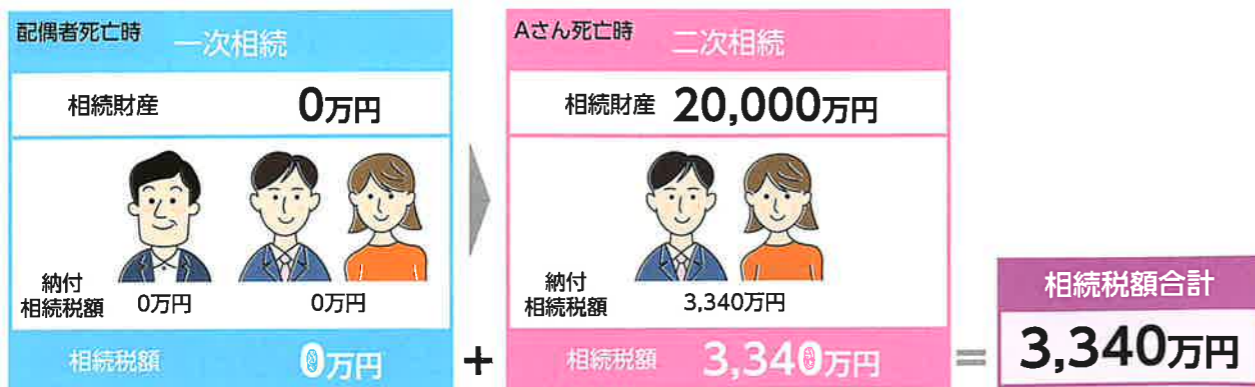 配偶者死亡時 一次相続
相続財産 0万円
納付
相続税額 0万円 0万円
相続税額 0万円
+
Aさん死亡時 二次相続
相続財産 20,000万円
納付
相続税額 3,340万円
相続税額 3,340万円
=
相続税額合計
3,340万円